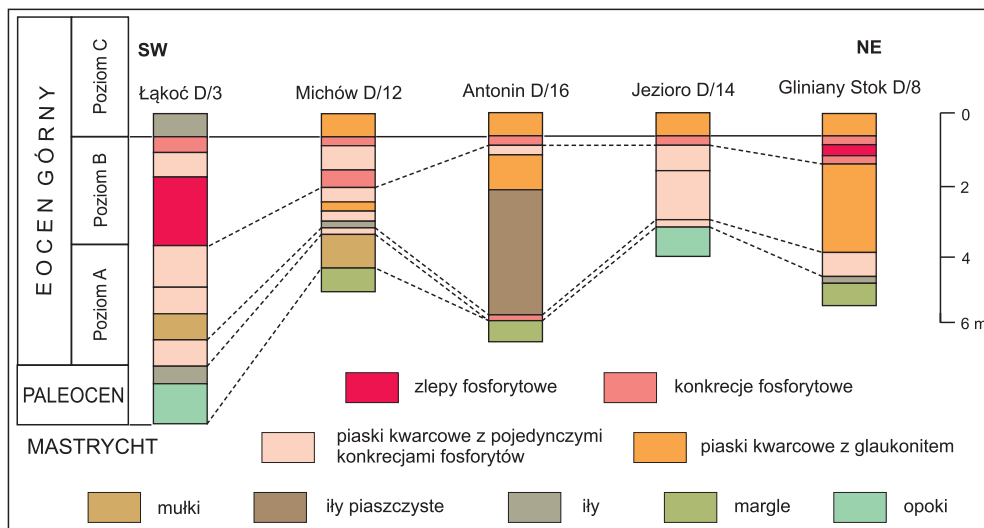 EOCEN GÓRNY
Poziom C
Poziom B
Poziom A
PALEOCEN
MASTRYCHT
SW
NE
Łąkoć D/3
Michów D/12
Antonin D/16
Jezioro D/14
Gliniany Stok D/8
0
2
4
6 m
zlepy fosforytowe
konkrecje fosforytowe
piaski kwarcowe z pojedynczymi
konkrecjami fosforytów
piaski kwarcowe z glaukonitem
mułki
iły piaszczyste
iły
margle
opoki